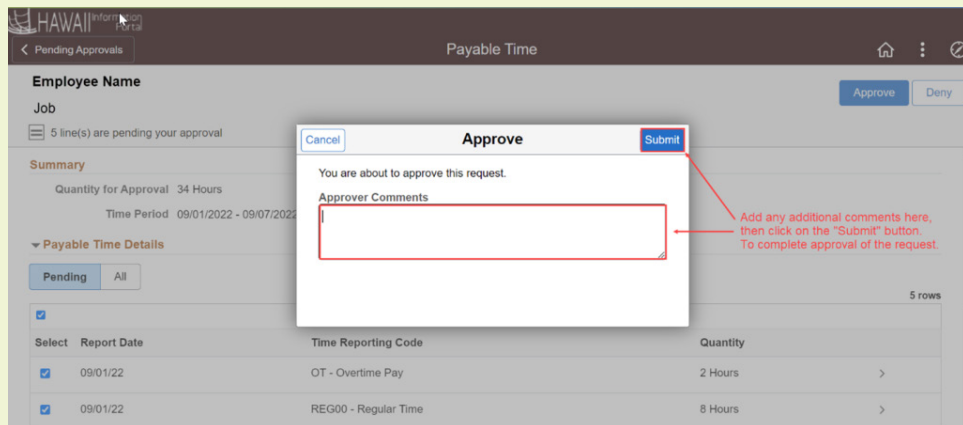 HAWAII Information Portal
Pending Approvals
Payable Time
Employee Name
Approve
Deny
Job
5 line(s) are pending your approval
Cancel
Approve
Submit
Summary
You are about to approve this request.
Quantity for Approval 34 Hours
Approver Comments
Time Period 09/01/2022 - 09/07/2022
Add any additional comments here,
then click on the "Submit" button.
To complete approval of the request.
Payable Time Details
Pending
All
5 rows
Select Report Date Time Reporting Code Quantity
09/01/22 OT - Overtime Pay 2 Hours
09/01/22 REG00 - Regular Time 8 Hours